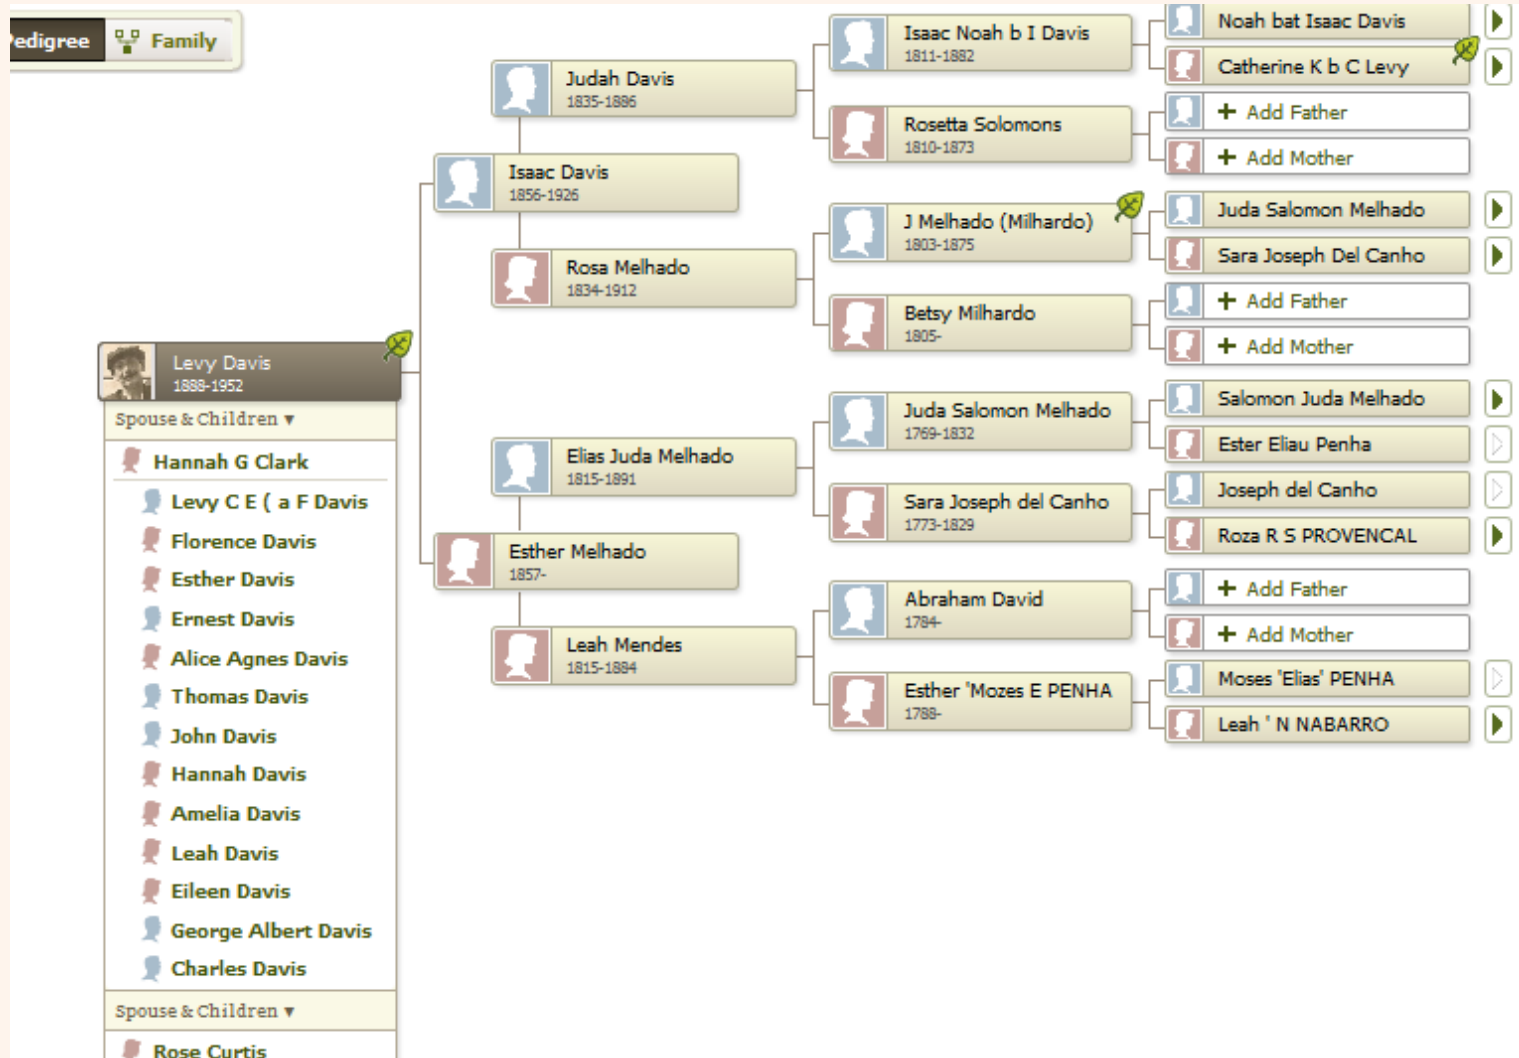 Pedigree
Family
Levy Davis
1888-1952
Spouse & Children ▾
Hannah G Clark
Levy C E ( a F Davis
Florence Davis
Esther Davis
Ernest Davis
Alice Agnes Davis
Thomas Davis
John Davis
Hannah Davis
Amelia Davis
Leah Davis
Eileen Davis
George Albert Davis
Charles Davis
Spouse & Children ▾
Rose Curtis
Judah Davis
1835-1886
Isaac Davis
1856-1926
Rosa Melhado
1834-1912
Elias Juda Melhado
1815-1891
Esther Melhado
1857-
Leah Mendes
1815-1884
Isaac Noah b I Davis
1811-1882
Rosetta Solomons
1810-1873
J Melhado (Milhardo)
1803-1875
Betsy Milhardo
1805-
Juda Salomon Melhado
1769-1832
Sara Joseph del Canho
1773-1829
Abraham David
1784-
Esther 'Mozes E PENHA
1788-
Noah bat Isaac Davis
Catherine K b C Levy
+ Add Father
+ Add Mother
Juda Salomon Melhado
Sara Joseph Del Canho
+ Add Father
+ Add Mother
Salomon Juda Melhado
Ester Eliau Penha
Joseph del Canho
Roza R S PROVENCAL
+ Add Father
+ Add Mother
Moses 'Elias' PENHA
Leah ' N NABARRO